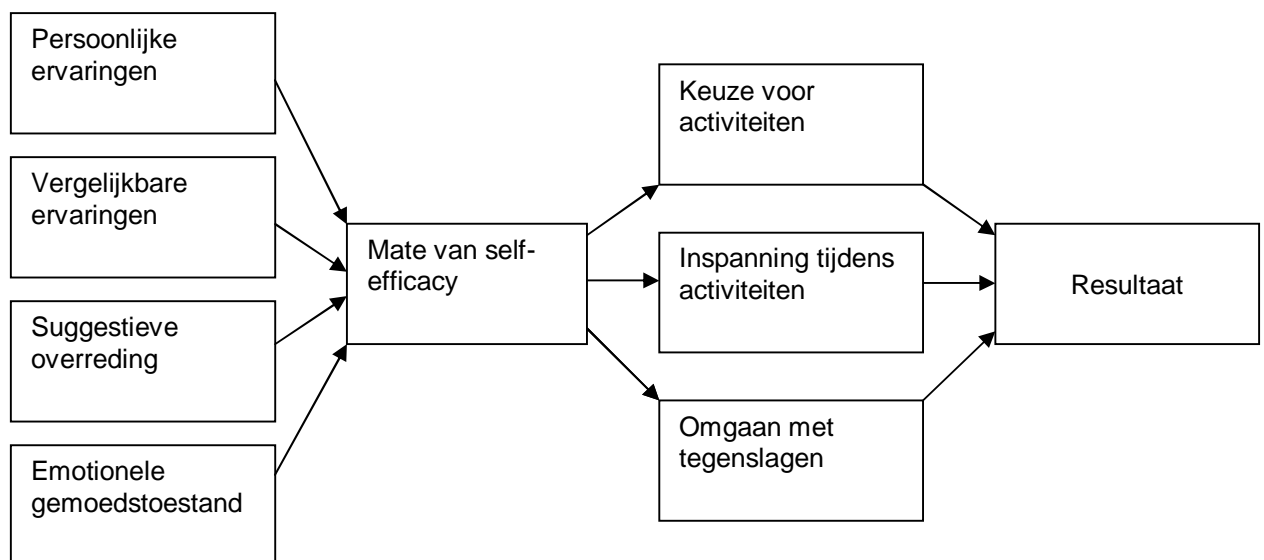 Persoonlijke
ervaringen
Vergelijkbare
ervaringen
Suggestieve
overreding
Emotionele
gemoedstoestand
Mate van self-
efficacy
Keuze voor
activiteiten
Inspanning tijdens
activiteiten
Omgaan met
tegenslagen
Resultaat